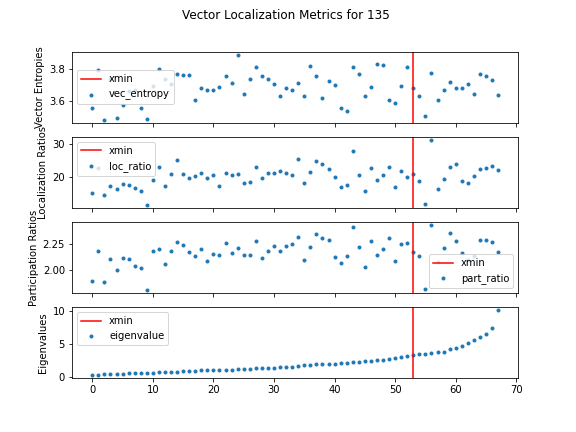 Vector Localization Metrics for 135
Vector Entropies
3.8
3.6
xmin
vec_entropy
Localization Ratios
30
20
xmin
loc_ratio
Participation Ratios
2.25
2.00
xmin
part_ratio
Eigenvalues
10
5
0
xmin
eigenvalue
0 10 20 30 40 50 60 70